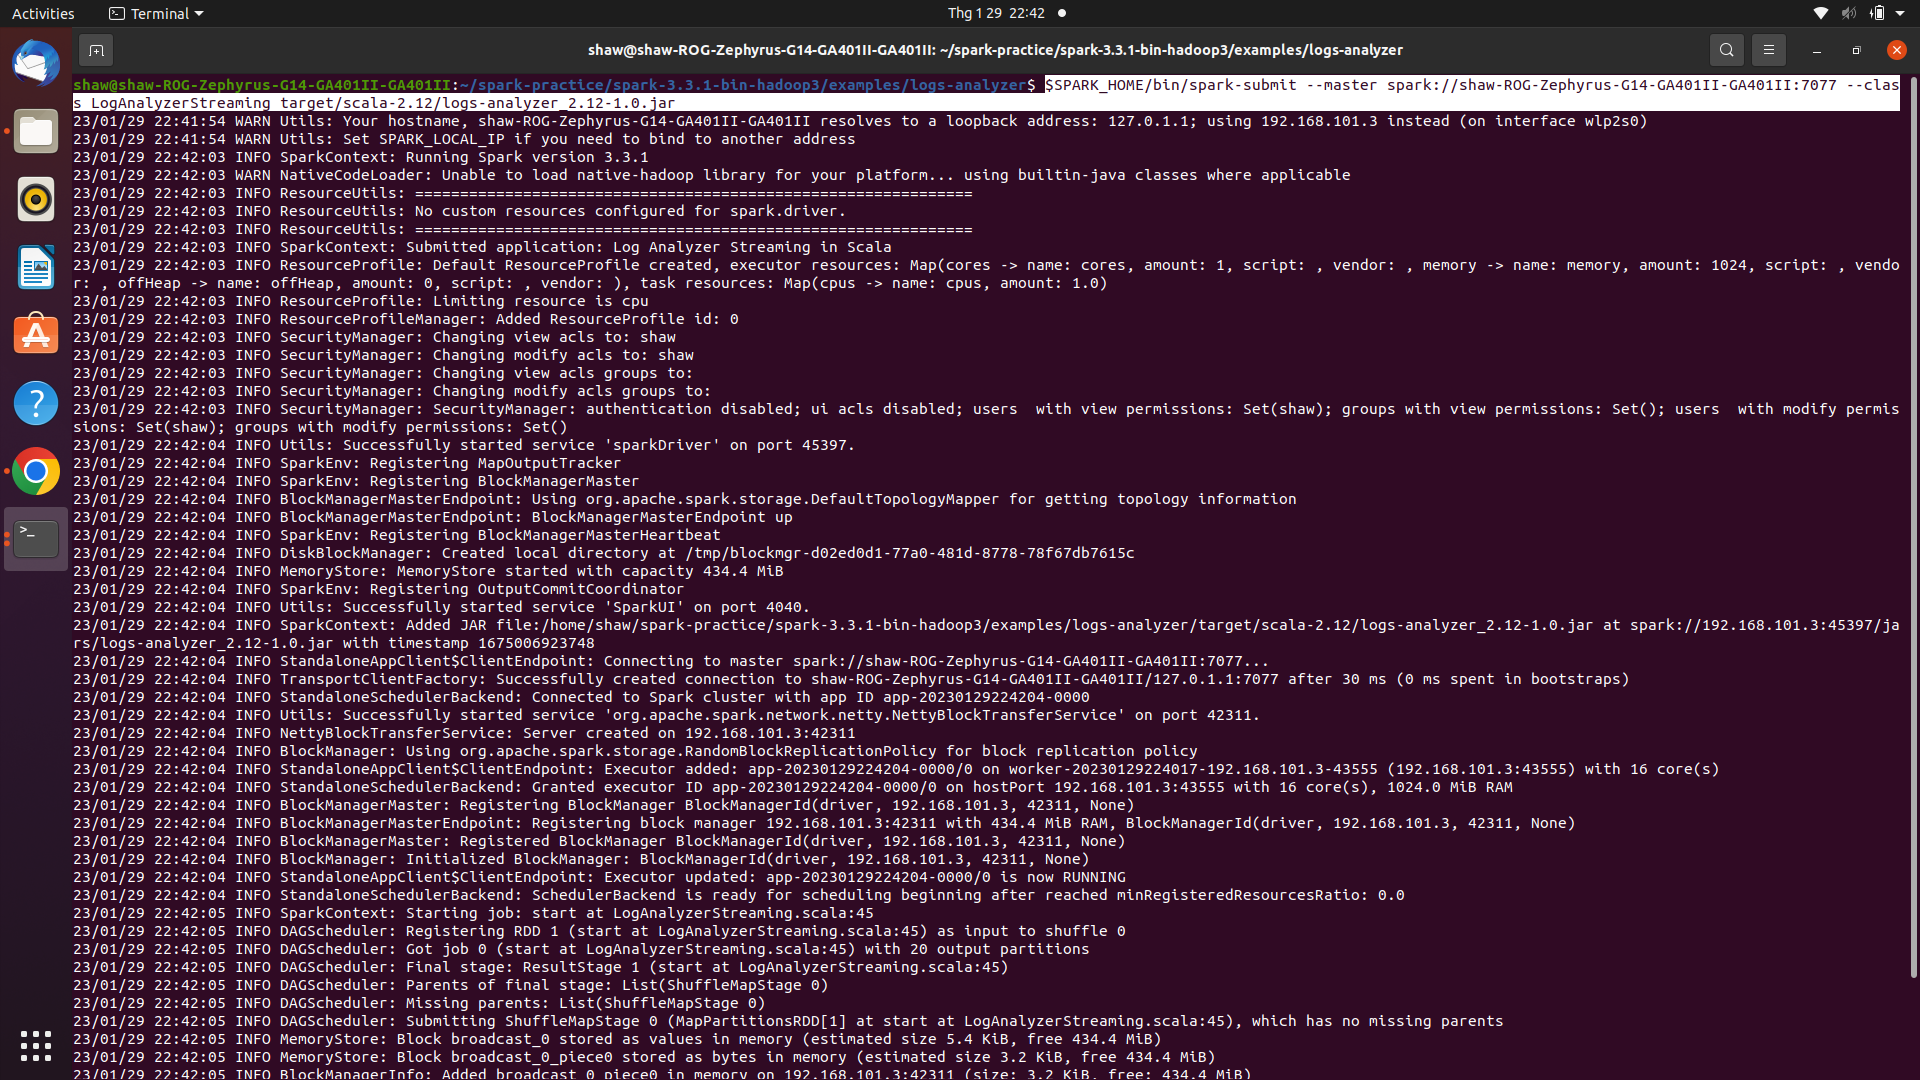 Activities
Terminal
Thg 1 29 22:42
shaw@shaw-ROG-Zephyrus-G14-GA401II-GA401II: ~/spark-practice/spark-3.3.1-bin-hadoop3/examples/logs-analyzer
shaw@shaw-ROG-Zephyrus-G14-GA401II-GA401II:~/spark-practice/spark-3.3.1-bin-hadoop3/examples/logs-analyzer$ $SPARK_HOME/bin/spark-submit --master spark://shaw-ROG-Zephyrus-G14-GA401II-GA401II:7077 --clas
s LogAnalyzerStreaming target/scala-2.12/logs-analyzer_2.12-1.0.jar
23/01/29 22:41:54 WARN Utils: Your hostname, shaw-ROG-Zephyrus-G14-GA401II-GA401II resolves to a loopback address: 127.0.1.1; using 192.168.101.3 instead (on interface wlp2s0)
23/01/29 22:41:54 WARN Utils: Set SPARK_LOCAL_IP if you need to bind to another address
23/01/29 22:42:03 INFO SparkContext: Running Spark version 3.3.1
23/01/29 22:42:03 WARN NativeCodeLoader: Unable to load native-hadoop library for your platform... using builtin-java classes where applicable
23/01/29 22:42:03 INFO ResourceUtils: ==============================================================
23/01/29 22:42:03 INFO ResourceUtils: No custom resources configured for spark.driver.
23/01/29 22:42:03 INFO ResourceUtils: ==============================================================
23/01/29 22:42:03 INFO SparkContext: Submitted application: Log Analyzer Streaming in Scala
23/01/29 22:42:03 INFO ResourceProfile: Default ResourceProfile created, executor resources: Map(cores -> name: cores, amount: 1, script: , vendor: , memory -> name: memory, amount: 1024, script: , vendo
r: , offHeap -> name: offHeap, amount: 0, script: , vendor: ), task resources: Map(cpus -> name: cpus, amount: 1.0)
23/01/29 22:42:03 INFO ResourceProfile: Limiting resource is cpu
23/01/29 22:42:03 INFO ResourceProfileManager: Added ResourceProfile id: 0
23/01/29 22:42:03 INFO SecurityManager: Changing view acls to: shaw
23/01/29 22:42:03 INFO SecurityManager: Changing modify acls to: shaw
23/01/29 22:42:03 INFO SecurityManager: Changing view acls groups to:
23/01/29 22:42:03 INFO SecurityManager: Changing modify acls groups to:
23/01/29 22:42:03 INFO SecurityManager: SecurityManager: authentication disabled; ui acls disabled; users  with view permissions: Set(shaw); groups with view permissions: Set(); users  with modify permis
sions: Set(shaw); groups with modify permissions: Set()
23/01/29 22:42:04 INFO Utils: Successfully started service 'sparkDriver' on port 45397.
23/01/29 22:42:04 INFO SparkEnv: Registering MapOutputTracker
23/01/29 22:42:04 INFO SparkEnv: Registering BlockManagerMaster
23/01/29 22:42:04 INFO BlockManagerMasterEndpoint: Using org.apache.spark.storage.DefaultTopologyMapper for getting topology information
23/01/29 22:42:04 INFO BlockManagerMasterEndpoint: BlockManagerMasterEndpoint up
23/01/29 22:42:04 INFO SparkEnv: Registering BlockManagerMasterHeartbeat
23/01/29 22:42:04 INFO DiskBlockManager: Created local directory at /tmp/blockmgr-d02ed0d1-77a0-481d-8778-78f67db7615c
23/01/29 22:42:04 INFO MemoryStore: MemoryStore started with capacity 434.4 MiB
23/01/29 22:42:04 INFO SparkEnv: Registering OutputCommitCoordinator
23/01/29 22:42:04 INFO Utils: Successfully started service 'SparkUI' on port 4040.
23/01/29 22:42:04 INFO SparkContext: Added JAR file:/home/shaw/spark-practice/spark-3.3.1-bin-hadoop3/examples/logs-analyzer/target/scala-2.12/logs-analyzer_2.12-1.0.jar at spark://192.168.101.3:45397/ja
rs/logs-analyzer_2.12-1.0.jar with timestamp 1675006923748
23/01/29 22:42:04 INFO StandaloneAppClient$ClientEndpoint: Connecting to master spark://shaw-ROG-Zephyrus-G14-GA401II-GA401II:7077...
23/01/29 22:42:04 INFO TransportClientFactory: Successfully created connection to shaw-ROG-Zephyrus-G14-GA401II-GA401II/127.0.1.1:7077 after 30 ms (0 ms spent in bootstraps)
23/01/29 22:42:04 INFO StandaloneSchedulerBackend: Connected to Spark cluster with app ID app-20230129224204-0000
23/01/29 22:42:04 INFO Utils: Successfully started service 'org.apache.spark.network.netty.NettyBlockTransferService' on port 42311.
23/01/29 22:42:04 INFO NettyBlockTransferService: Server created on 192.168.101.3:42311
23/01/29 22:42:04 INFO BlockManager: Using org.apache.spark.storage.RandomBlockReplicationPolicy for block replication policy
23/01/29 22:42:04 INFO StandaloneAppClient$ClientEndpoint: Executor added: app-20230129224204-0000/0 on worker-20230129224017-192.168.101.3-43555 (192.168.101.3:43555) with 16 core(s)
23/01/29 22:42:04 INFO StandaloneSchedulerBackend: Granted executor ID app-20230129224204-0000/0 on hostPort 192.168.101.3:43555 with 16 core(s), 1024.0 MiB RAM
23/01/29 22:42:04 INFO BlockManagerMaster: Registering BlockManager BlockManagerId(driver, 192.168.101.3, 42311, None)
23/01/29 22:42:04 INFO BlockManagerMasterEndpoint: Registering block manager 192.168.101.3:42311 with 434.4 MiB RAM, BlockManagerId(driver, 192.168.101.3, 42311, None)
23/01/29 22:42:04 INFO BlockManagerMaster: Registered BlockManager BlockManagerId(driver, 192.168.101.3, 42311, None)
23/01/29 22:42:04 INFO BlockManager: Initialized BlockManager: BlockManagerId(driver, 192.168.101.3, 42311, None)
23/01/29 22:42:04 INFO StandaloneAppClient$ClientEndpoint: Executor updated: app-20230129224204-0000/0 is now RUNNING
23/01/29 22:42:04 INFO StandaloneSchedulerBackend: SchedulerBackend is ready for scheduling beginning after reached minRegisteredResourcesRatio: 0.0
23/01/29 22:42:05 INFO SparkContext: Starting job: start at LogAnalyzerStreaming.scala:45
23/01/29 22:42:05 INFO DAGScheduler: Registering RDD 1 (start at LogAnalyzerStreaming.scala:45) as input to shuffle 0
23/01/29 22:42:05 INFO DAGScheduler: Got job 0 (start at LogAnalyzerStreaming.scala:45) with 20 output partitions
23/01/29 22:42:05 INFO DAGScheduler: Final stage: ResultStage 1 (start at LogAnalyzerStreaming.scala:45)
23/01/29 22:42:05 INFO DAGScheduler: Parents of final stage: List(ShuffleMapStage 0)
23/01/29 22:42:05 INFO DAGScheduler: Missing parents: List(ShuffleMapStage 0)
23/01/29 22:42:05 INFO DAGScheduler: Submitting ShuffleMapStage 0 (MapPartitionsRDD[1] at start at LogAnalyzerStreaming.scala:45), which has no missing parents
23/01/29 22:42:05 INFO MemoryStore: Block broadcast_0 stored as values in memory (estimated size 5.4 KiB, free 434.4 MiB)
23/01/29 22:42:05 INFO MemoryStore: Block broadcast_0_piece0 stored as bytes in memory (estimated size 3.2 KiB, free 434.4 MiB)
23/01/29 22:42:05 INFO BlockManagerInfo: Added broadcast_0_piece0 in memory on 192.168.101.3:42311 (size: 3.2 KiB, free: 434.4 MiB)